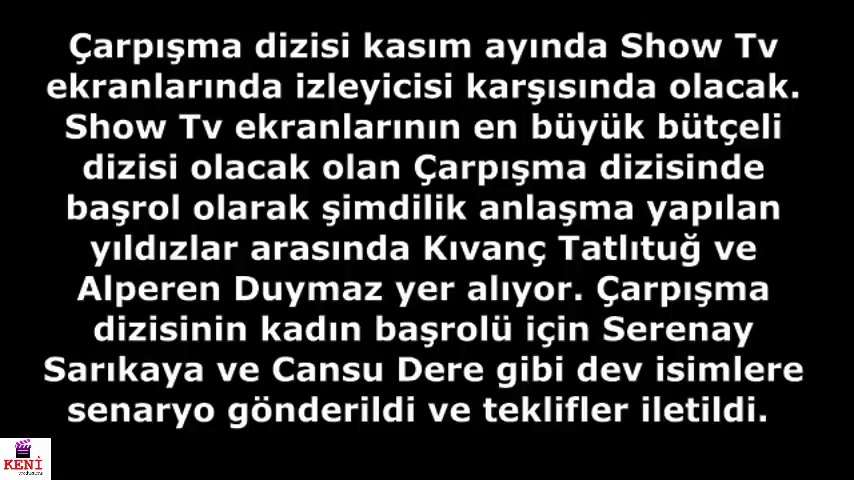 Çarpışma dizisi kasım ayında Show Tv
ekranlarında izleyicisi karşısında olacak.
Show Tv ekranlarının en büyük bütçeli
dizisi olacak olan Çarpışma dizisinde
başrol olarak şimdilik anlaşma yapılan
yıldızlar arasında Kıvanç Tatlıtuğ ve
Alperen Duymaz yer alıyor. Çarpışma
dizisinin kadın başrolü için Serenay
Sarıkaya ve Cansu Dere gibi dev isimlere
senaryo gönderildi ve teklifler iletildi.
KENİ